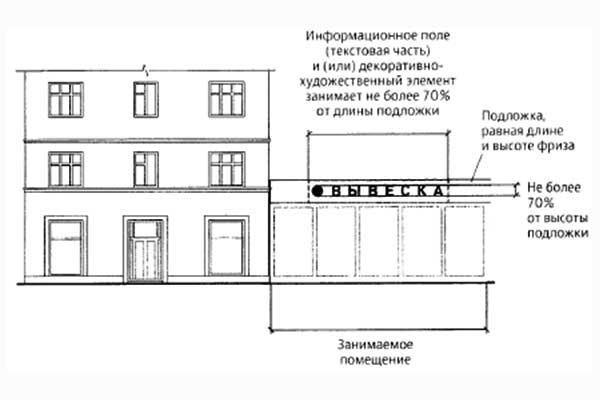 Информационное поле
(текстовая часть)
и (или) декоративно-
художественный элемент
занимает не более 70%
от длины подложки
Подложка,
равная длине
и высоте фриза
ВЫВЕСКА
Не более
70%
от высоты
подложки
Занимаемое
помещение